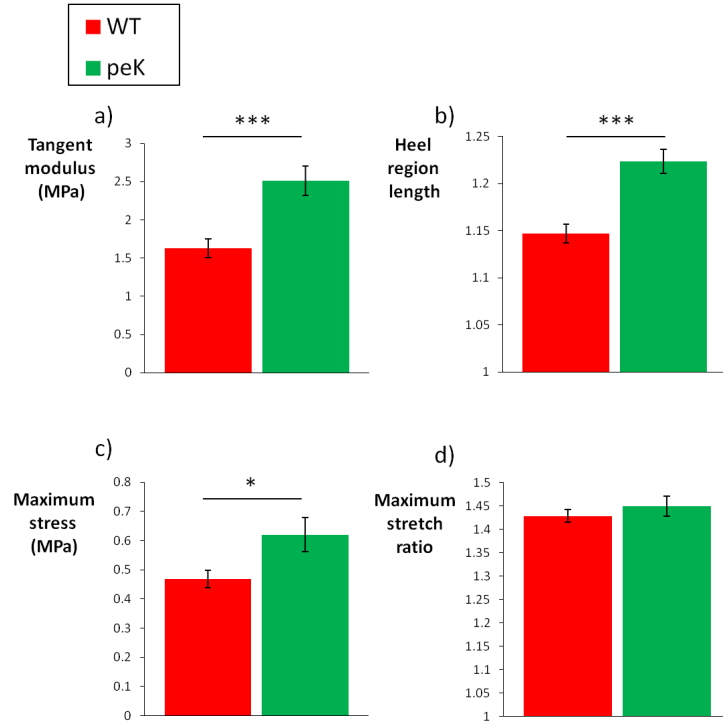 WT
peK
a)
Tangent
modulus
(MPa)
***
3
2.5
2
1.5
1
0.5
0
b)
Heel
region
length
***
1.25
1.2
1.15
1.1
1.05
1
c)
Maximum
stress
(MPa)
*
0.8
0.7
0.6
0.5
0.4
0.3
0.2
0.1
0
d)
Maximum
stretch
ratio
1.5
1.45
1.4
1.35
1.3
1.25
1.2
1.15
1.1
1.05
1